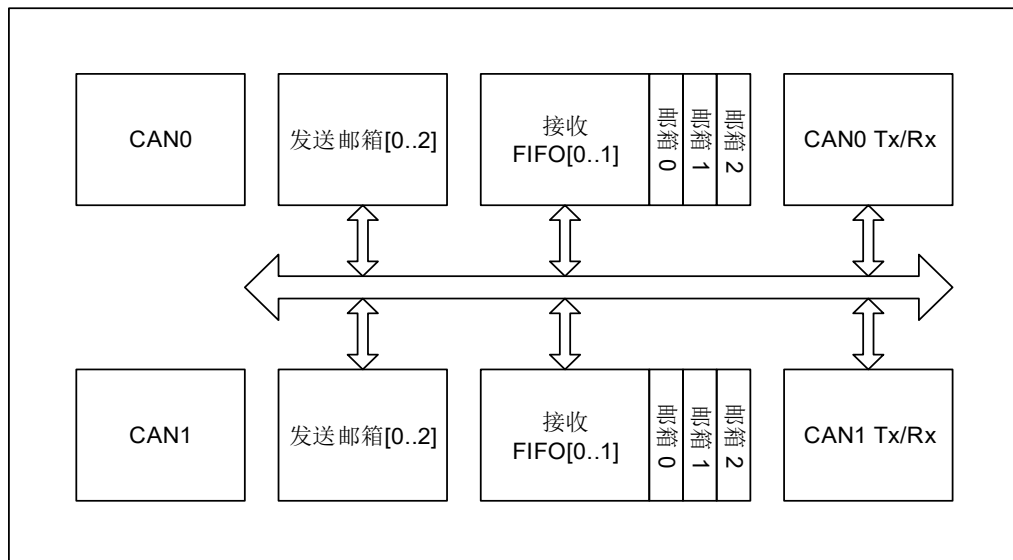 CAN0
发送邮箱[0..2]
接收
FIFO[0..1]
邮箱 0
邮箱 1
邮箱 2
CAN0 Tx/Rx
CAN1
发送邮箱[0..2]
接收
FIFO[0..1]
邮箱 0
邮箱 1
邮箱 2
CAN1 Tx/Rx